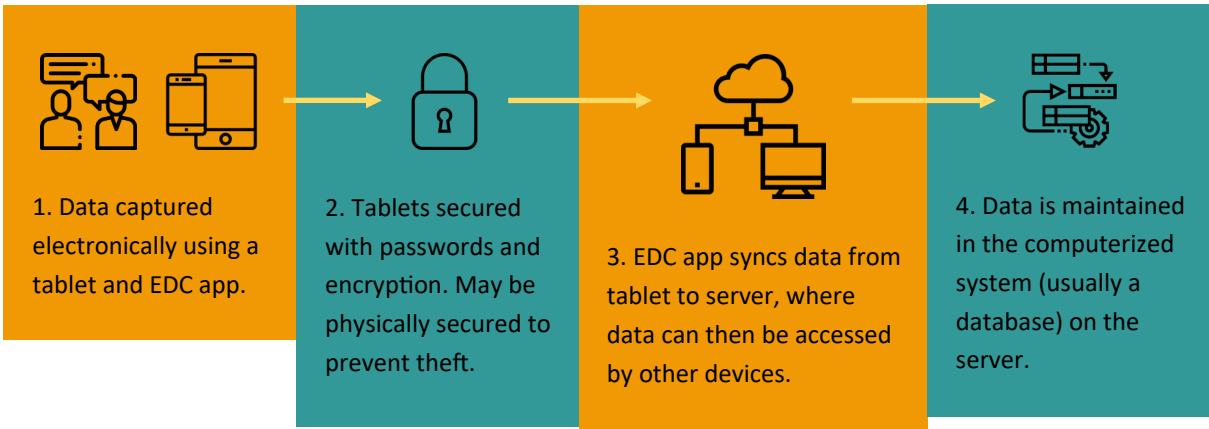 1. Data captured
electronically using a
tablet and EDC app.
2. Tablets secured
with passwords and
encryption. May be
physically secured to
prevent theft.
3. EDC app syncs data from
tablet to server, where
data can then be accessed
by other devices.
4. Data is maintained
in the computerized
system (usually a
database) on the
server.